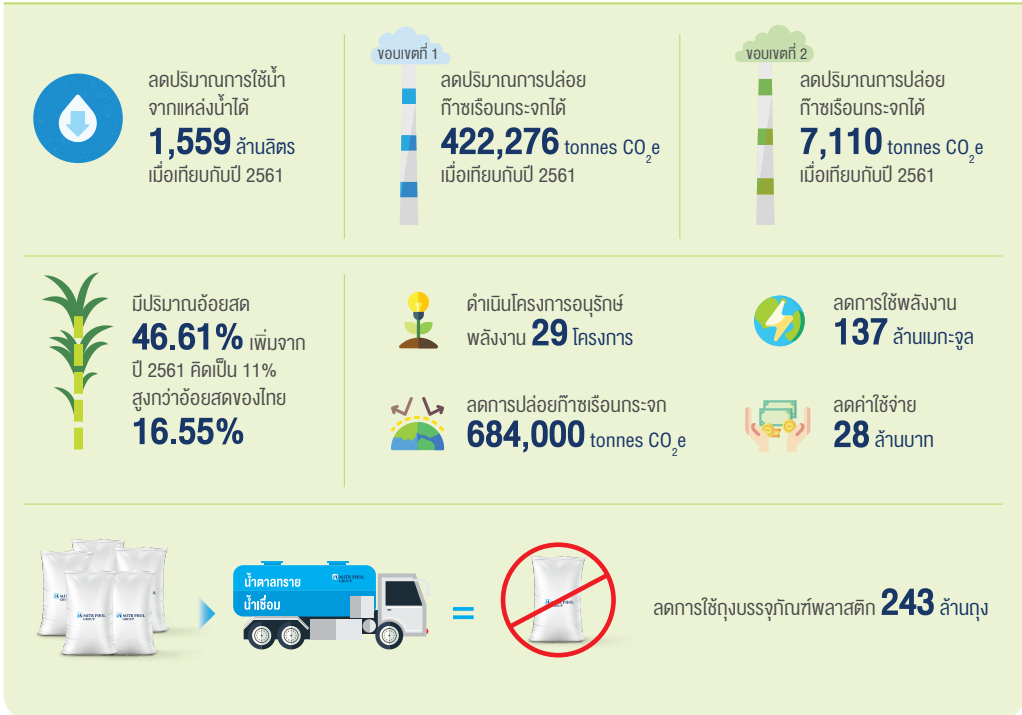 ลดปริมาณการใช้น้ำ
จากแหล่งน้ำได้
1,559 ล้านลิตร
เมื่อเทียบกับปี 2561
ขอบเขตที่ 1
ลดปริมาณการปล่อย
ก๊าซเรือนกระจกได้
422,276 tonnes CO₂e
เมื่อเทียบกับปี 2561
ขอบเขตที่ 2
ลดปริมาณการปล่อย
ก๊าซเรือนกระจกได้
7,110 tonnes CO₂e
เมื่อเทียบกับปี 2561
มีปริมาณอ้อยสด
46.61% เพิ่มจาก
ปี 2561 คิดเป็น 11%
สูงกว่าอ้อยสดของไทย
16.55%
ดำเนินโครงการอนุรักษ์
พลังงาน 29 โครงการ
ลดการใช้พลังงาน
137 ล้านเมกะจูล
ลดการปล่อยก๊าซเรือนกระจก
684,000 tonnes CO₂e
ลดค่าใช้จ่าย
28 ล้านบาท
MITR PHOL
GROUP
MITR PHOL
GROUP
น้ำตาลทราย
น้ำเชื่อม
MITR PHOL
GROUP
=
ลดการใช้ถุงบรรจุภัณฑ์พลาสติก 243 ล้านถุง